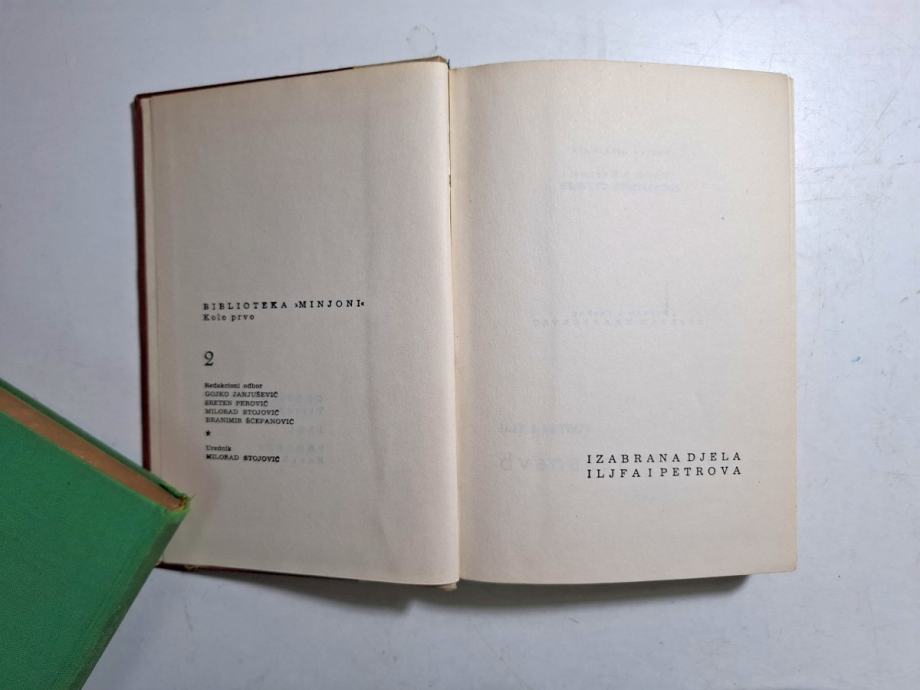 BIBLIOTEKA »MINJONI«
Kolo prvo
2
Redakcioni odbor
GOJKO JANJUŠEVIĆ
SRETEN PEROVIĆ
MILORAD STOJOVIĆ
BRANIMIR ŠĆEPANOVIĆ
*
Urednik
MILORAD STOJOVIĆ
IZABRANA DJELA
ILJFA I PETROVA